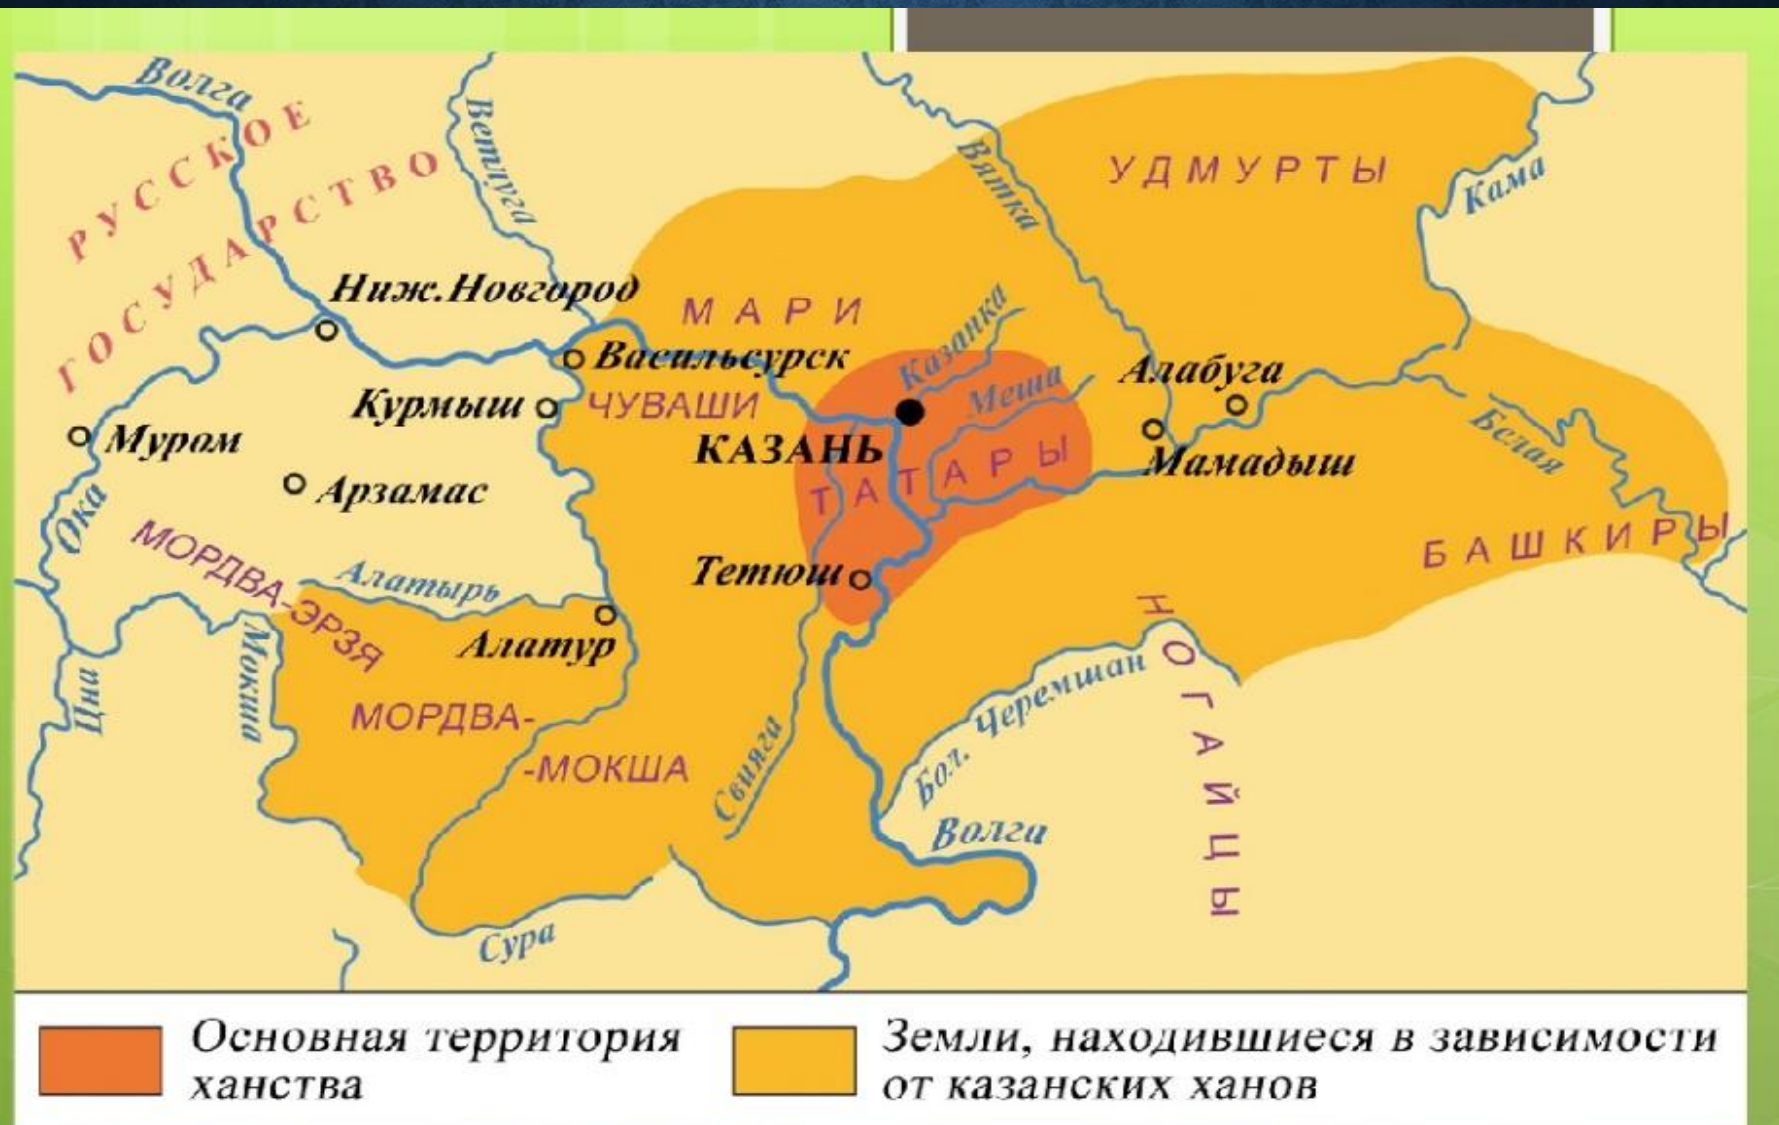 Волга
Ветлуга
РУССКОЕ
ГОСУДАРСТВО
Вятка
УДМУРТЫ
Кама
Ниж.Новгород
МАРИ
Казанка
Васильсурск
Меша
Алабуга
Курмыш
ЧУВАШИ
Муром
КАЗАНЬ
ТАТАРЫ
Мамадыш
Белая
Арзамас
Ока
МОРДВА-ЭРЗЯ
Алатырь
Тетюш
БАШКИРЫ
Алатур
НОГАЙЦЫ
Цна
Мокша
МОРДВА-
-МОКША
Свияга
Бол. Черемшан
Волга
Сура
Основная территория
ханства
Земли, находившиеся в зависимости
от казанских ханов